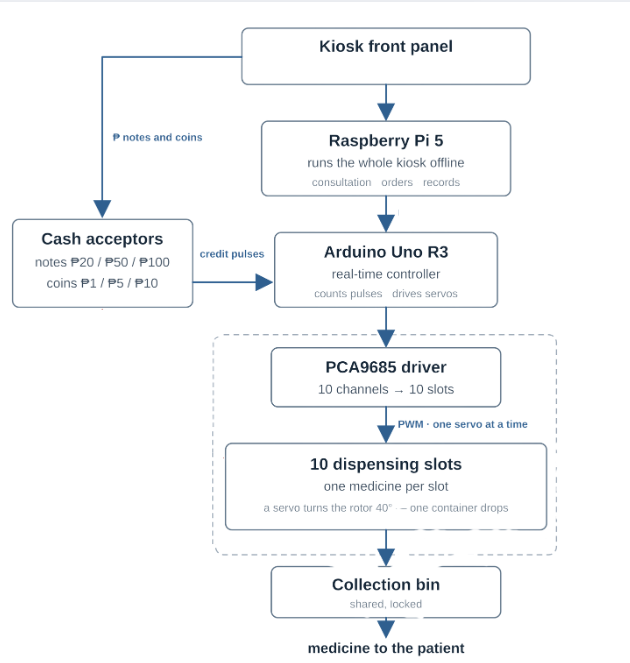 Kiosk front panel
₱ notes and coins
Raspberry Pi 5
runs the whole kiosk offline
consultation orders records
Cash acceptors
notes ₱20 / ₱50 / ₱100
coins ₱1 / ₱5 / ₱10
credit pulses
Arduino Uno R3
real-time controller
counts pulses drives servos
PCA9685 driver
10 channels → 10 slots
PWM · one servo at a time
10 dispensing slots
one medicine per slot
a servo turns the rotor 40° – one container drops
Collection bin
shared, locked
medicine to the patient